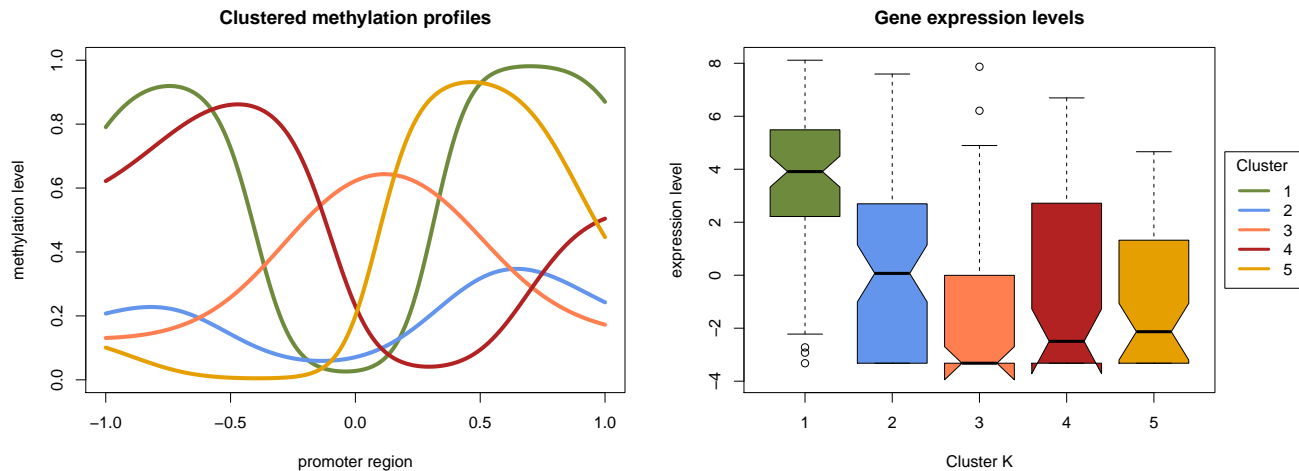 Clustered methylation profiles
methylation level
0.0
0.2
0.4
0.6
0.8
1.0
−1.0 −0.5 0.0 0.5 1.0
promoter region
Gene expression levels
expression level
−4
−2
0
2
4
6
8
1 2 3 4 5
Cluster K
Cluster
1
2
3
4
5